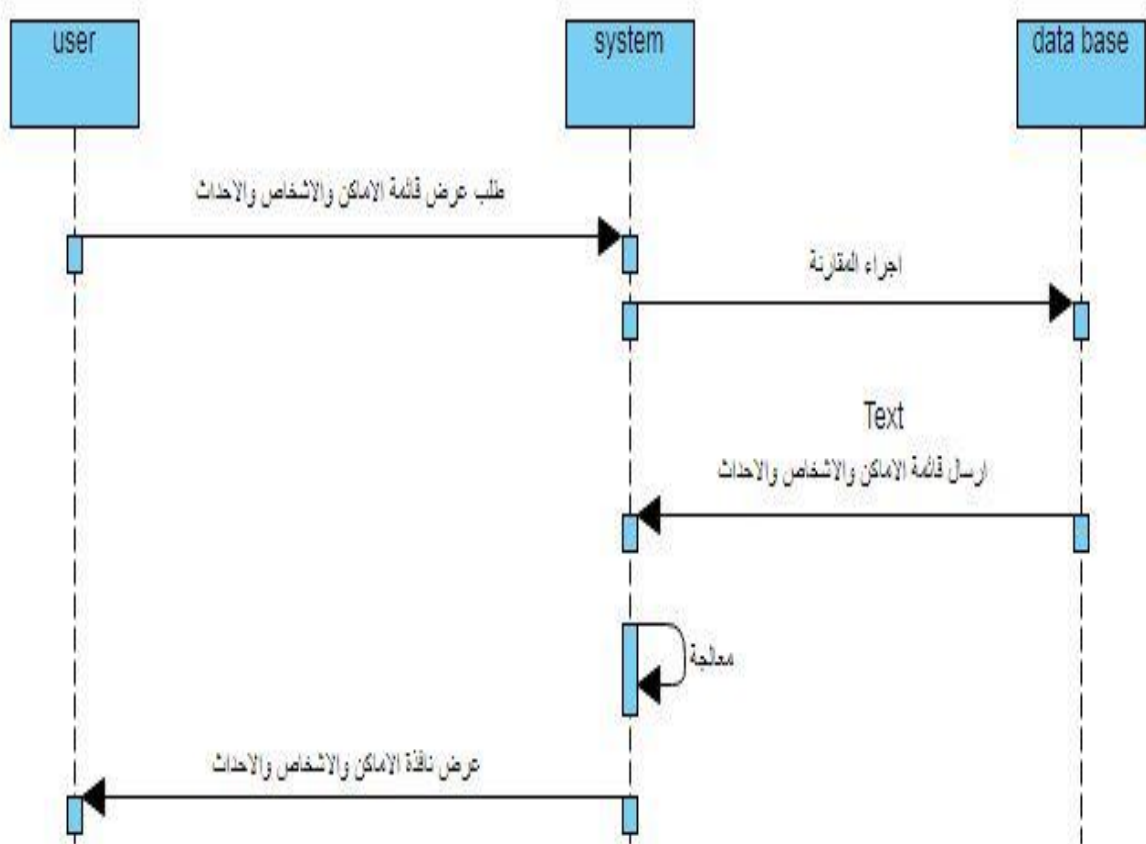 user
system
data base
طلب عرض قائمة الاماكن والاشخاص والاحداث
اجراء المقارنة
Text
ارسال قائمة الاماكن والاشخاص والاحداث
معالجة
عرض نافذة الاماكن والاشخاص والاحداث